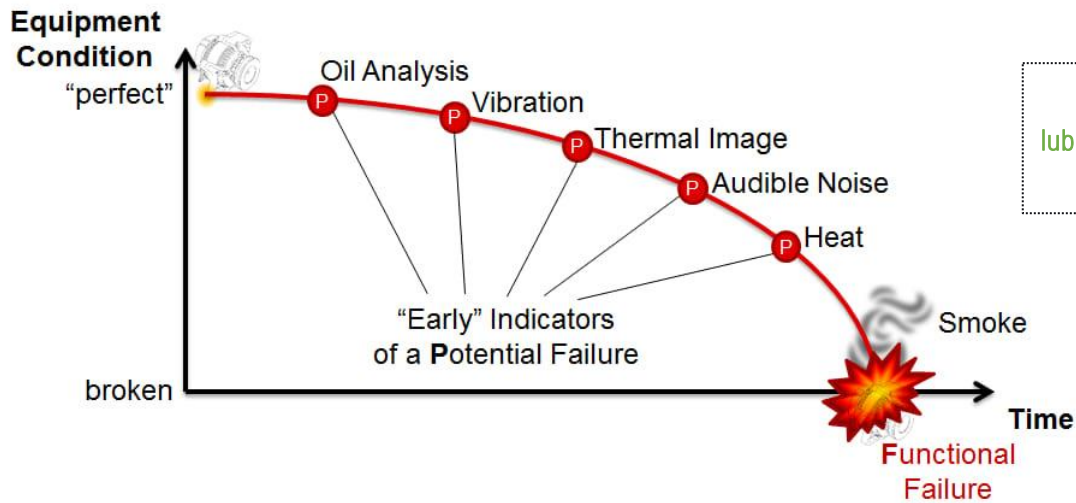 Equipment
Condition
“perfect”
Oil Analysis
P
Vibration
P
Thermal Image
P
Audible Noise
P
Heat
P
“Early” Indicators
of a Potential Failure
Smoke
broken
Time
Functional
Failure